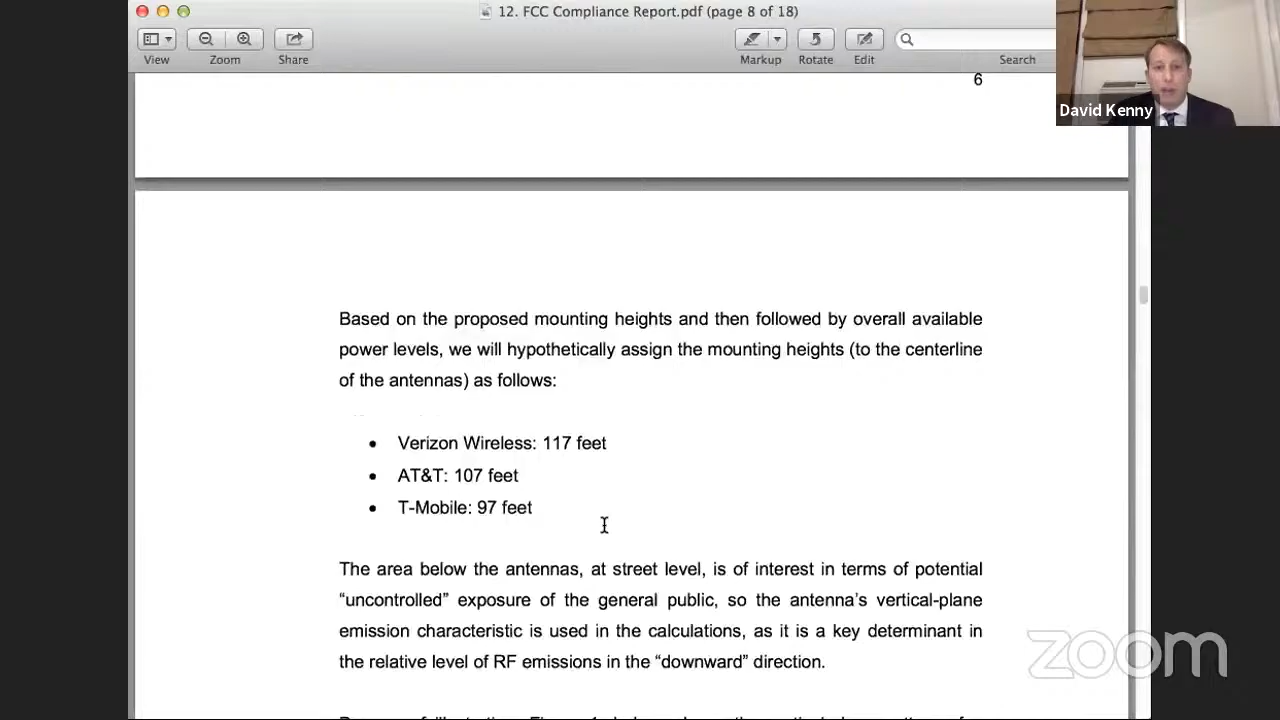 12. FCC Compliance Report.pdf (page 8 of 18)
View
Zoom
Share
Markup
Rotate
Edit
Search
David Kenny
6
Based on the proposed mounting heights and then followed by overall available
power levels, we will hypothetically assign the mounting heights (to the centerline
of the antennas) as follows:
• Verizon Wireless: 117 feet
• AT&T: 107 feet
• T-Mobile: 97 feet
The area below the antennas, at street level, is of interest in terms of potential
“uncontrolled” exposure of the general public, so the antenna’s vertical-plane
emission characteristic is used in the calculations, as it is a key determinant in
the relative level of RF emissions in the “downward” direction.
zoom